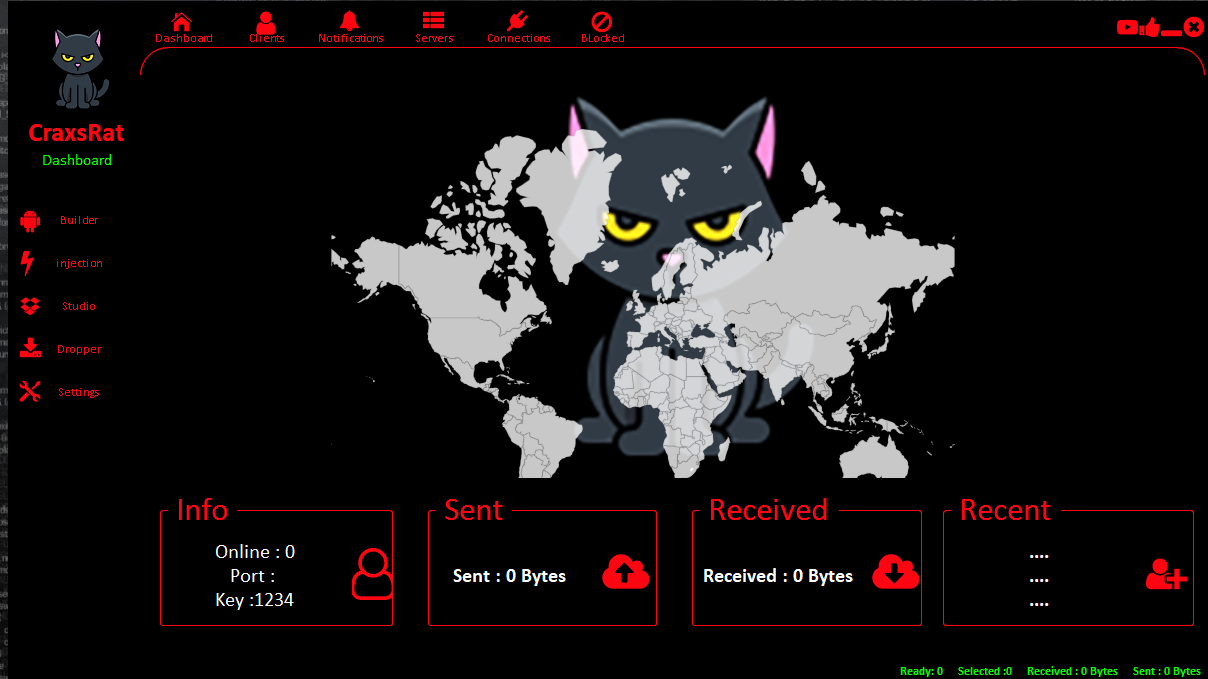 Dashboard
Clients
Notifications
Servers
Connections
BLocked
CraxsRat
Dashboard
Builder
injection
Studio
Dropper
Settings
Info
Online : 0
Port :
Key :1234
Sent
Sent : 0 Bytes
Received
Received : 0 Bytes
Recent
....
....
....
Ready: 0 Selected :0 Received : 0 Bytes Sent : 0 Bytes